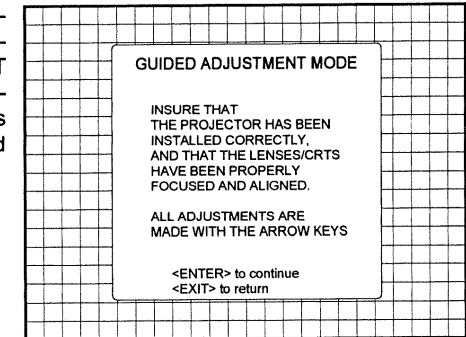 T
s
d
GUIDED ADJUSTMENT MODE
INSURE THAT
THE PROJECTOR HAS BEEN
INSTALLED CORRECTLY,
AND THAT THE LENSES/CRTS
HAVE BEEN PROPERLY
FOCUSED AND ALIGNED.
ALL ADJUSTMENTS ARE
MADE WITH THE ARROW KEYS
<ENTER> to continue
<EXIT> to return